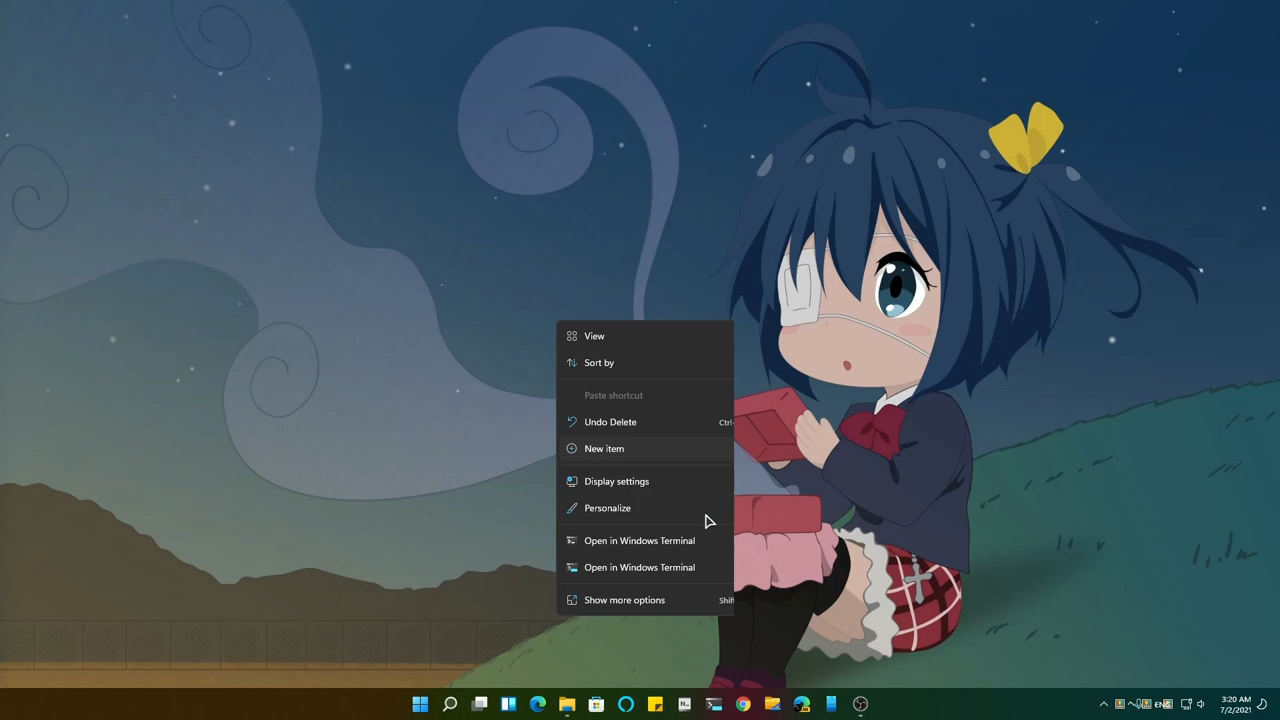 View
Sort by
Paste shortcut
Undo Delete Ctrl
New item
Display settings
Personalize
Open in Windows Terminal
Open in Windows Terminal
Show more options Shif
ENG
3:20 AM
7/2/2021